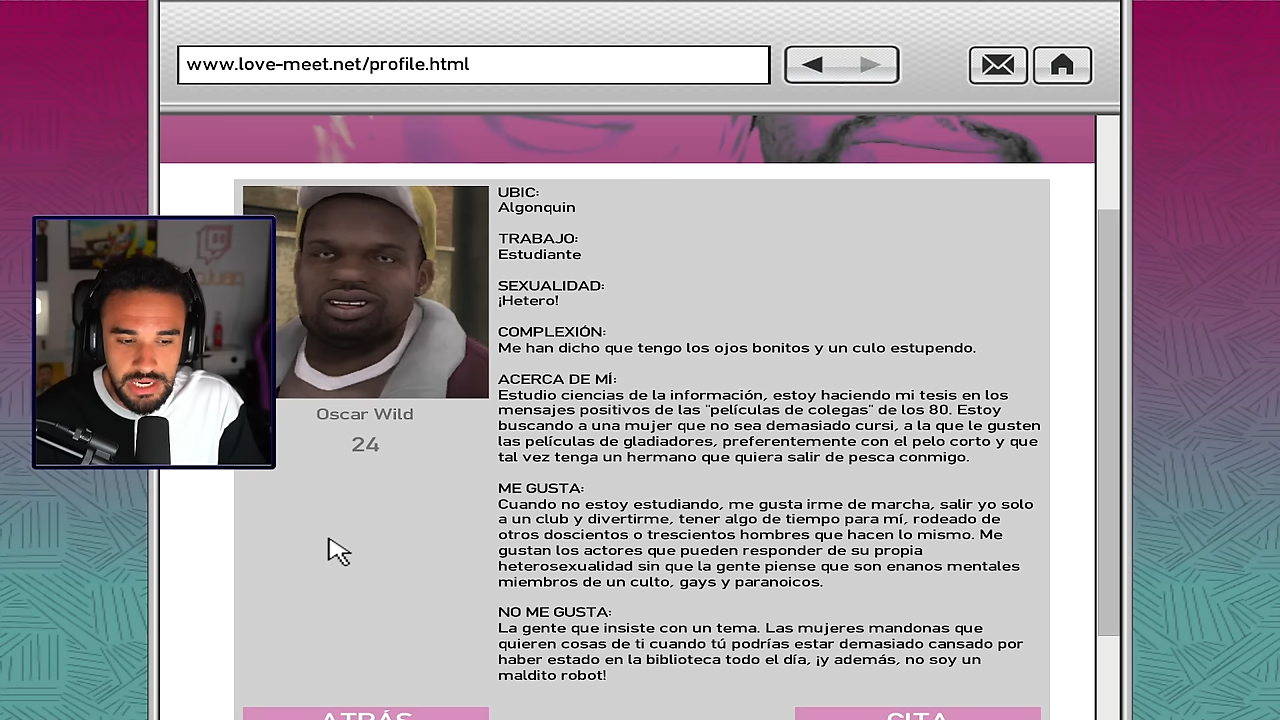 www.love-meet.net/profile.html
UBIC:
Algonquin
TRABAJO:
Estudiante
SEXUALIDAD:
¡Hetero!
COMPLEXIÓN:
Me han dicho que tengo los ojos bonitos y un culo estupendo.
ACERCA DE MÍ:
Estudio ciencias de la información, estoy haciendo mi tesis en los
mensajes positivos de las "películas de colegas" de los 80. Estoy
buscando a una mujer que no sea demasiado cursi, a la que le gusten
las películas de gladiadores, preferentemente con el pelo corto y que
tal vez tenga un hermano que quiera salir de pesca conmigo.
Oscar Wild
24
ME GUSTA:
Cuando no estoy estudiando, me gusta irme de marcha, salir yo solo
a un club y divertirme, tener algo de tiempo para mí, rodeado de
otros doscientos o trescientos hombres que hacen lo mismo. Me
gustan los actores que pueden responder de su propia
heterosexualidad sin que la gente piense que son enanos mentales
miembros de un culto, gays y paranoicos.
NO ME GUSTA:
La gente que insiste con un tema. Las mujeres mandonas que
quieren cosas de ti cuando tú podrías estar demasiado cansado por
haber estado en la biblioteca todo el día, ¡y además, no soy un
maldito robot!
ATRÁS
CITA